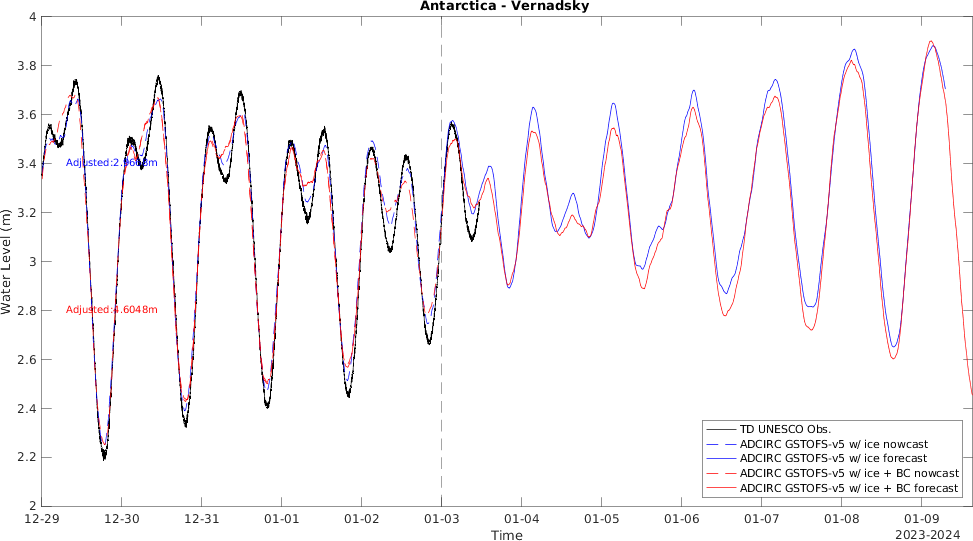 Antarctica - Vernadsky
4
3.8
3.6
3.4
3.2
3
2.8
2.6
2.4
2.2
2
Water Level (m)
Adjusted:2.9603m
Adjusted:4.6048m
TD UNESCO Obs.
ADCIRC GSTOFS-v5 w/ ice nowcast
ADCIRC GSTOFS-v5 w/ ice forecast
ADCIRC GSTOFS-v5 w/ ice + BC nowcast
ADCIRC GSTOFS-v5 w/ ice + BC forecast
12-29 12-30 12-31 01-01 01-02 01-03 01-04 01-05 01-06 01-07 01-08 01-09
Time
2023-2024